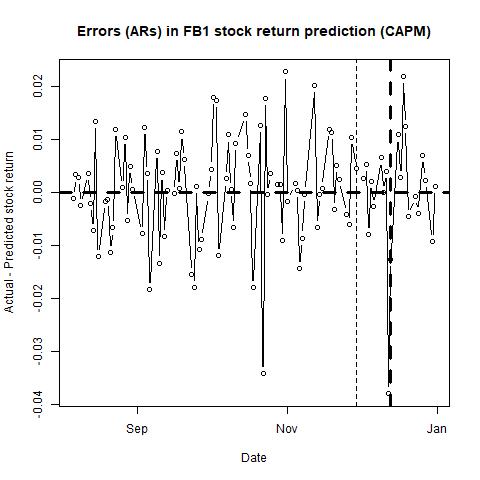 Errors (ARs) in FB1 stock return prediction (CAPM)
Actual - Predicted stock return
0.02
0.01
0.00
-0.01
-0.02
-0.03
-0.04
Sep
Nov
Jan
Date